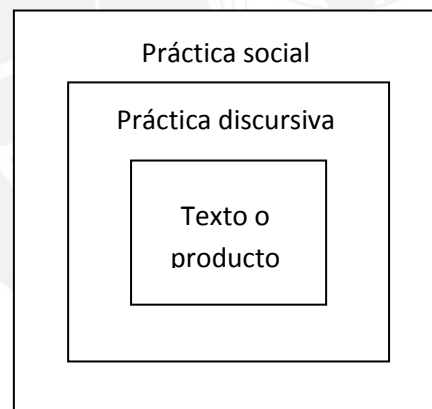 Práctica social
Práctica discursiva
Texto o
producto